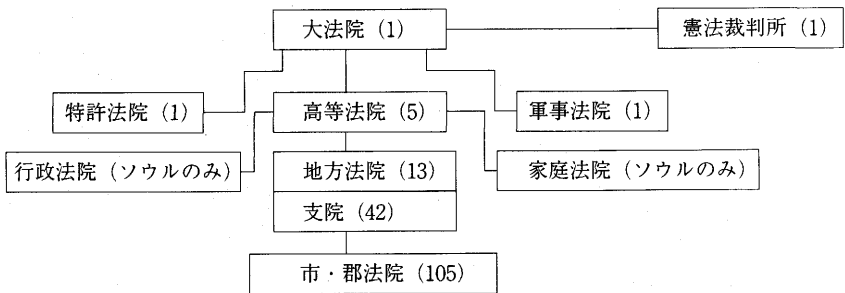 大法院 (1)
憲法裁判所 (1)
特許法院 (1)
高等法院 (5)
軍事法院 (1)
行政法院 (ソウルのみ)
地方法院 (13)
家庭法院 (ソウルのみ)
支院 (42)
市・郡法院 (105)